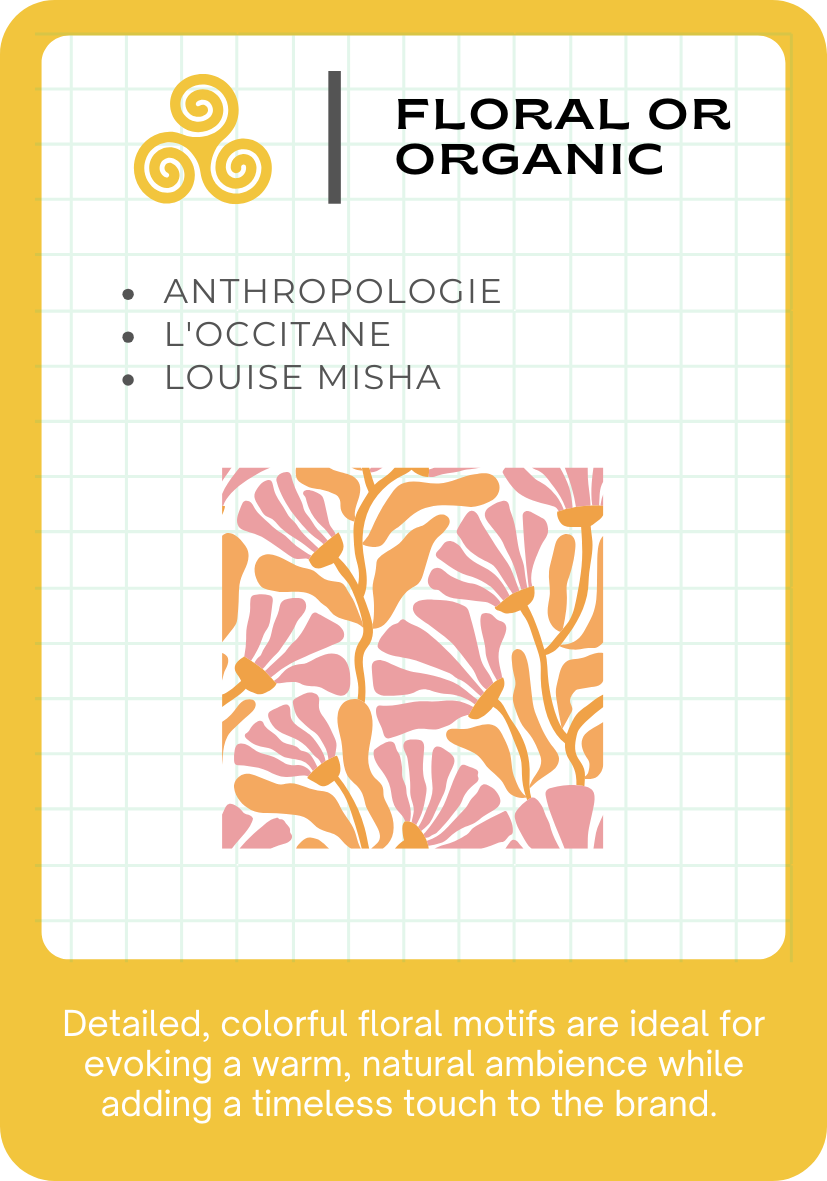 FLORAL OR
ORGANIC
• ANTHROPOLOGIE
• L'OCCITANE
• LOUISE MISHA
Detailed, colorful floral motifs are ideal for
evoking a warm, natural ambience while
adding a timeless touch to the brand.